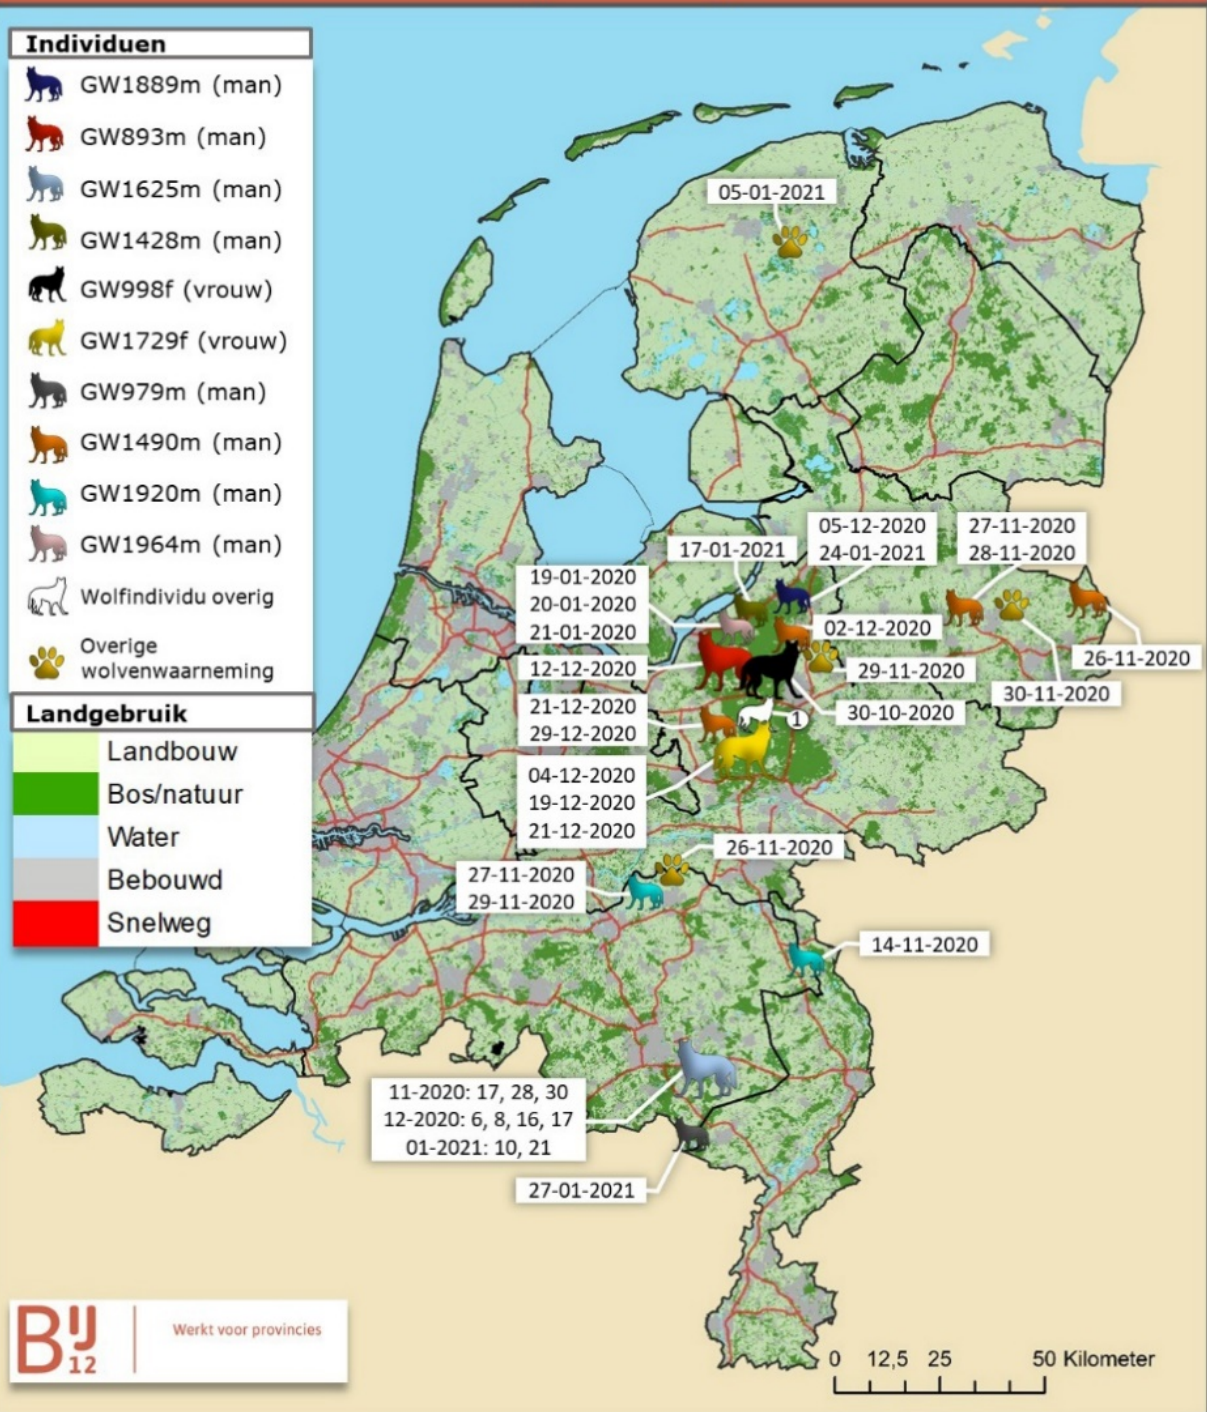 Individuen
GW1889m (man)
GW893m (man)
GW1625m (man)
GW1428m (man)
GW998f (vrouw)
GW1729f (vrouw)
GW979m (man)
GW1490m (man)
GW1920m (man)
GW1964m (man)
Wolfindividu overig
Overige
wolvenwaarneming
Landgebruik
Landbouw
Bos/natuur
Water
Bebouwd
Snelweg
05-01-2021
17-01-2021
05-12-2020
24-01-2021
27-11-2020
28-11-2020
19-01-2020
20-01-2020
21-01-2020
02-12-2020
26-11-2020
12-12-2020
29-11-2020
30-11-2020
21-12-2020
29-12-2020
1
30-10-2020
04-12-2020
19-12-2020
21-12-2020
26-11-2020
27-11-2020
29-11-2020
14-11-2020
11-2020: 17, 28, 30
12-2020: 6, 8, 16, 17
01-2021: 10, 21
27-01-2021
BIJ
12
Werkt voor provincies
0 12,5 25 50 Kilometer